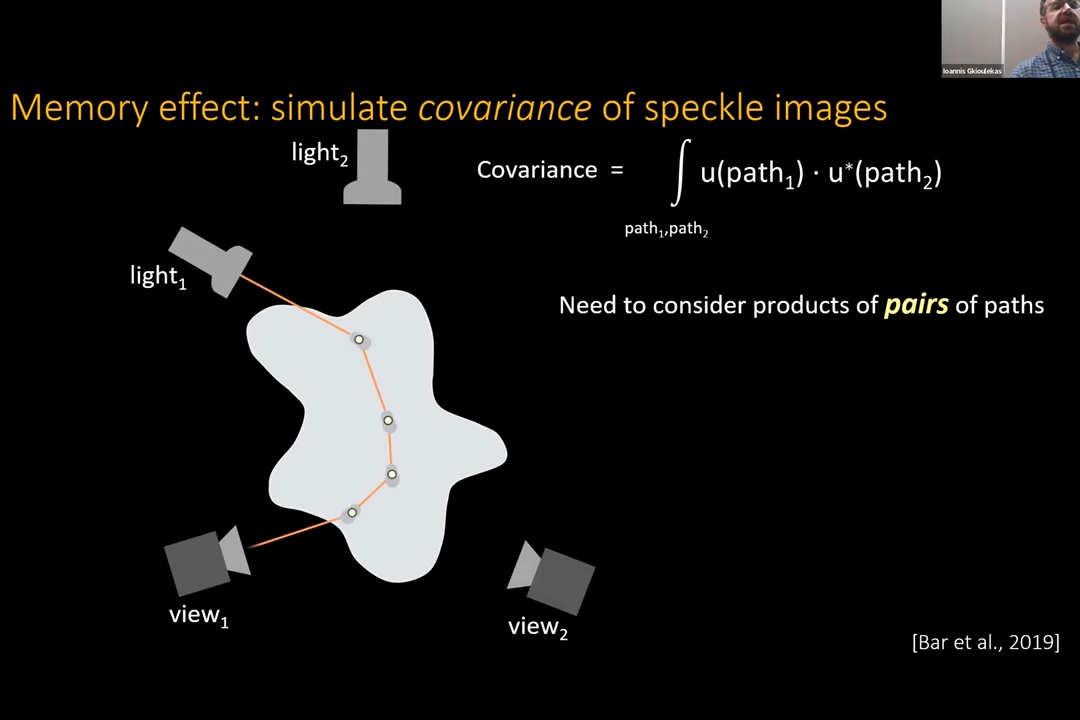 Ioannis Gkioulekas
Memory effect: simulate covariance of speckle images
light₂
Covariance = ∫ u(path₁) · u*(path₂)
path₁,path₂
light₁
Need to consider products of pairs of paths
view₁
view₂
[Bar et al., 2019]